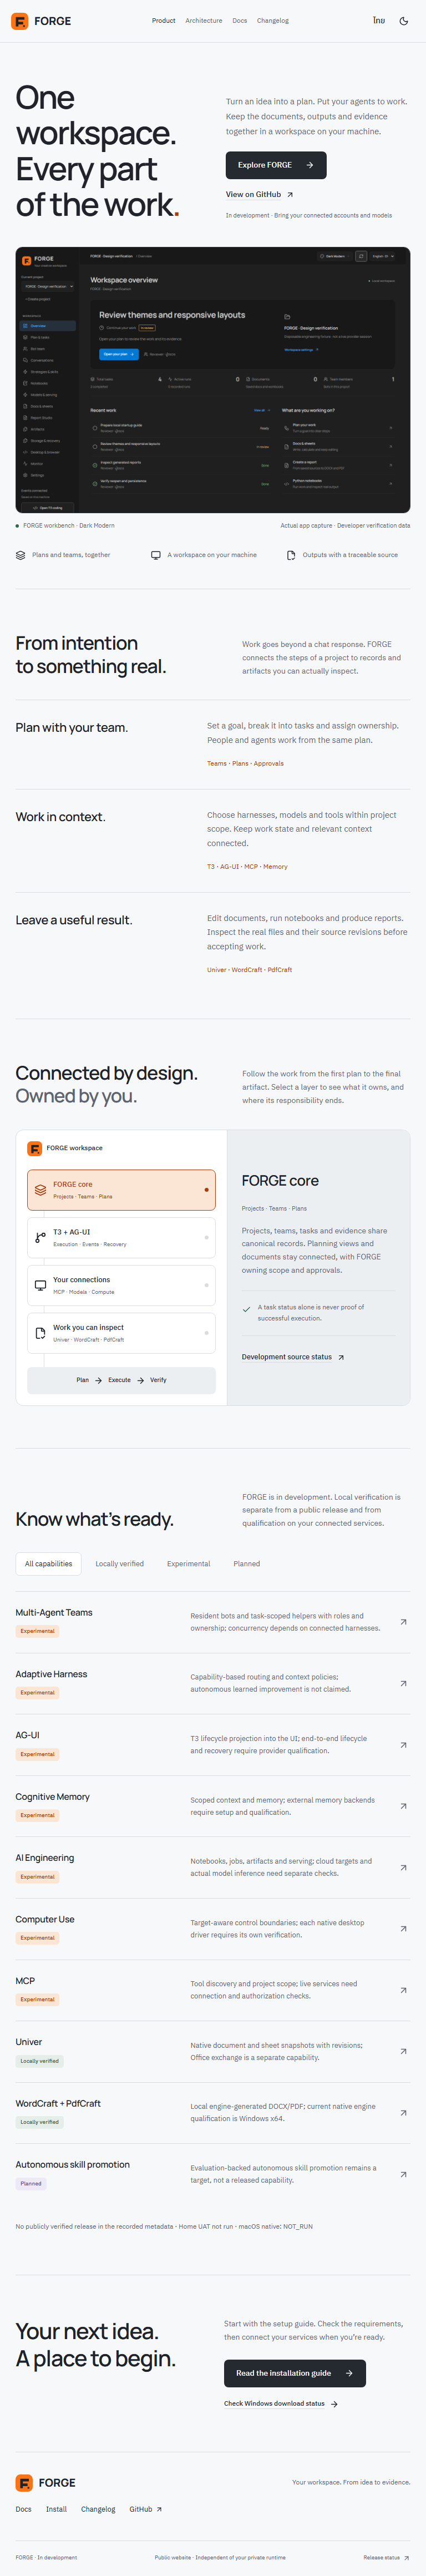 FORGE
Product Architecture Docs Changelog
ไทย
One
workspace.
Every part
of the work.
Turn an idea into a plan. Put your agents to work.
Keep the documents, outputs and evidence
together in a workspace on your machine.
Explore FORGE
View on GitHub
In development · Bring your connected accounts and models
FORGE
Workspace overview
Review themes and responsive layouts
FORGE · Design verification
Open your plan
Recent work
What are you working on?
Plan your work
Docs & sheets
Create a report
Python notebook
FORGE workbench · Dark Modern
Actual app capture · Developer verification data
Plans and teams, together
A workspace on your machine
Outputs with a traceable source
From intention
to something real.
Work goes beyond a chat response. FORGE
connects the steps of a project to records and
artifacts you can actually inspect.
Plan with your team.
Set a goal, break it into tasks and assign ownership.
People and agents work from the same plan.
Teams · Plans · Approvals
Work in context.
Choose harnesses, models and tools within project
scope. Keep work state and relevant context
connected.
T3 · AG-UI · MCP · Memory
Leave a useful result.
Edit documents, run notebooks and produce reports.
Inspect the real files and their source revisions before
accepting work.
Univer · WordCraft · PdfCraft
Connected by design.
Owned by you.
Follow the work from the first plan to the final
artifact. Select a layer to see what it owns, and
where its responsibility ends.
FORGE workspace
FORGE core
Projects · Teams · Plans
T3 + AG-UI
Execution · Events · Recovery
Your connections
MCP · Models · Compute
Work you can inspect
Univer · WordCraft · PdfCraft
Plan → Execute → Verify
FORGE core
Projects · Teams · Plans
Projects, teams, tasks and evidence share
canonical records. Planning views and
documents stay connected, with FORGE
owning scope and approvals.
A task status alone is never proof of
successful execution.
Development source status
Know what's ready.
FORGE is in development. Local verification is
separate from a public release and from
qualification on your connected services.
All capabilities Locally verified Experimental Planned
Multi-Agent Teams
Experimental
Resident bots and task-scoped helpers with roles and
ownership; concurrency depends on connected harnesses.
Adaptive Harness
Experimental
Capability-based routing and context policies;
autonomous learned improvement is not claimed.
AG-UI
Experimental
T3 lifecycle projection into the UI; end-to-end lifecycle
and recovery require provider qualification.
Cognitive Memory
Experimental
Scoped context and memory; external memory backends
require setup and qualification.
AI Engineering
Experimental
Notebooks, jobs, artifacts and serving; cloud targets and
actual model inference need separate checks.
Computer Use
Experimental
Target-aware control boundaries; each native desktop
driver requires its own verification.
MCP
Experimental
Tool discovery and project scope; live services need
connection and authorization checks.
Univer
Locally verified
Native document and sheet snapshots with revisions;
Office exchange is a separate capability.
WordCraft + PdfCraft
Locally verified
Local engine-generated DOCX/PDF; current native engine
qualification is Windows x64.
Autonomous skill promotion
Planned
Evaluation-backed autonomous skill promotion remains a
target, not a released capability.
No publicly verified release in the recorded metadata · Home UAT not run · macOS native: NOT_RUN
Your next idea.
A place to begin.
Start with the setup guide. Check the requirements,
then connect your services when you're ready.
Read the installation guide
Check Windows download status
FORGE
Your workspace. From idea to evidence.
Docs Install Changelog GitHub
FORGE · In development
Public website · Independent of your private runtime
Release status